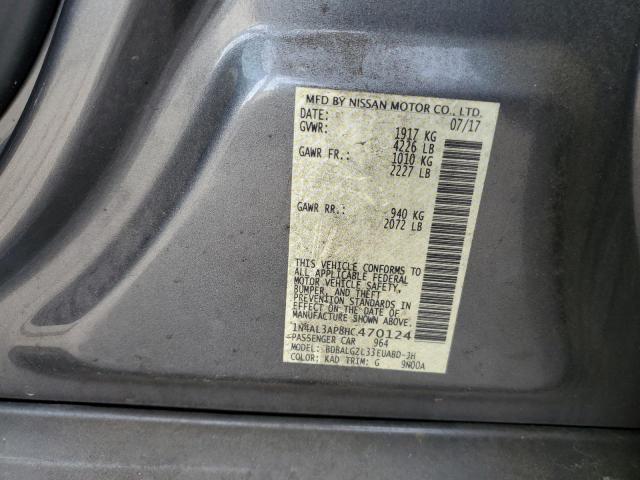 MFD BY NISSAN MOTOR CO., LTD.
DATE: 07/17
GVWR: 1917 KG
4226 LB
GAWR FR.: 1010 KG
2227 LB
GAWR RR.: 940 KG
2072 LB
THIS VEHICLE CONFORMS TO
ALL APPLICABLE FEDERAL
MOTOR VEHICLE SAFETY,
BUMPER, AND THEFT
PREVENTION STANDARDS IN
EFFECT ON THE DATE OF
MANUFACTURE SHOWN ABOVE.
1N4AL3AP8HC470124
PASSENGER CAR 964
MODEL: BDBALGZL33EUABD-JH
COLOR: KAD TRIM: G 9N00A